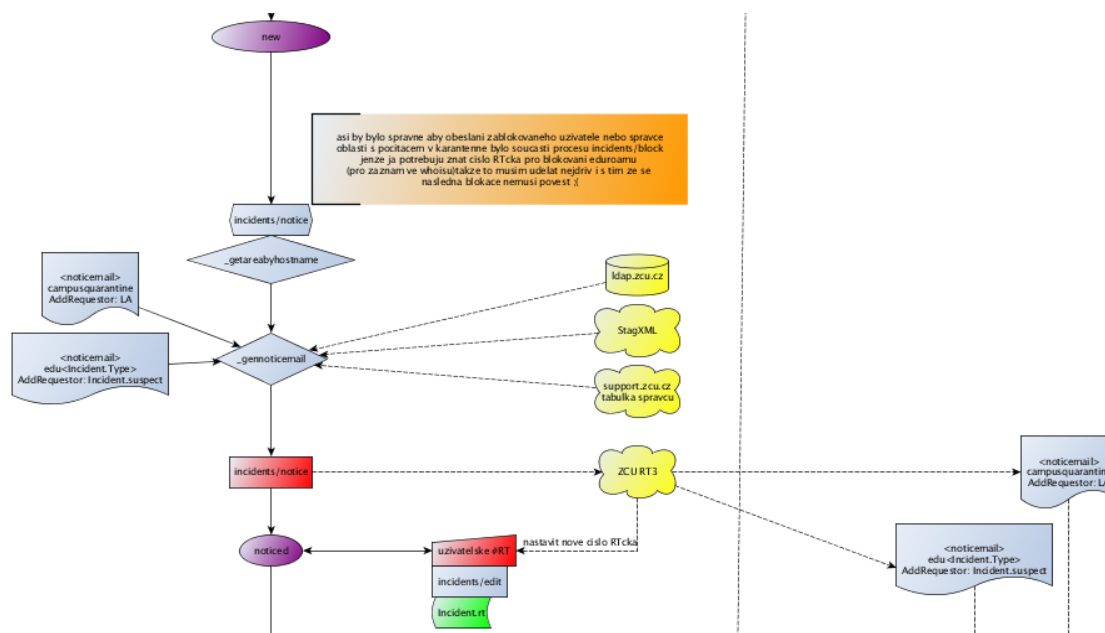 new
asi by bylo spravne aby obeslani zablokovaneho uzivatele nebo spravce
oblasti s pocitacem v karantenne bylo soucasti procesu incidents/block
jenze ja potrebuju znat cislo RTcka pro blokovani eduroamu
(pro zaznam ve whoisu)takze to musim udelat nejdriv i s tim ze se
nasledna blokace nemusi povest ;(
incidents/notice
_getareabyhostname
<noticemail>
campusquarantine
AddRequestor: LA
ldap.zcu.cz
StagXML
_gennoticemail
<noticemail>
edu<Incident.Type>
AddRequestor: Incident.suspect
support.zcu.cz
tabulka spravcu
incidents/notice
ZCU RT3
<noticemail>
campusquarantin
AddRequestor: LA
noticed
uzivatelske #RT
nastavit nove cislo RTcka
incidents/edit
Incident.rt
<noticemail>
edu<Incident.Type>
AddRequestor: Incident.suspect